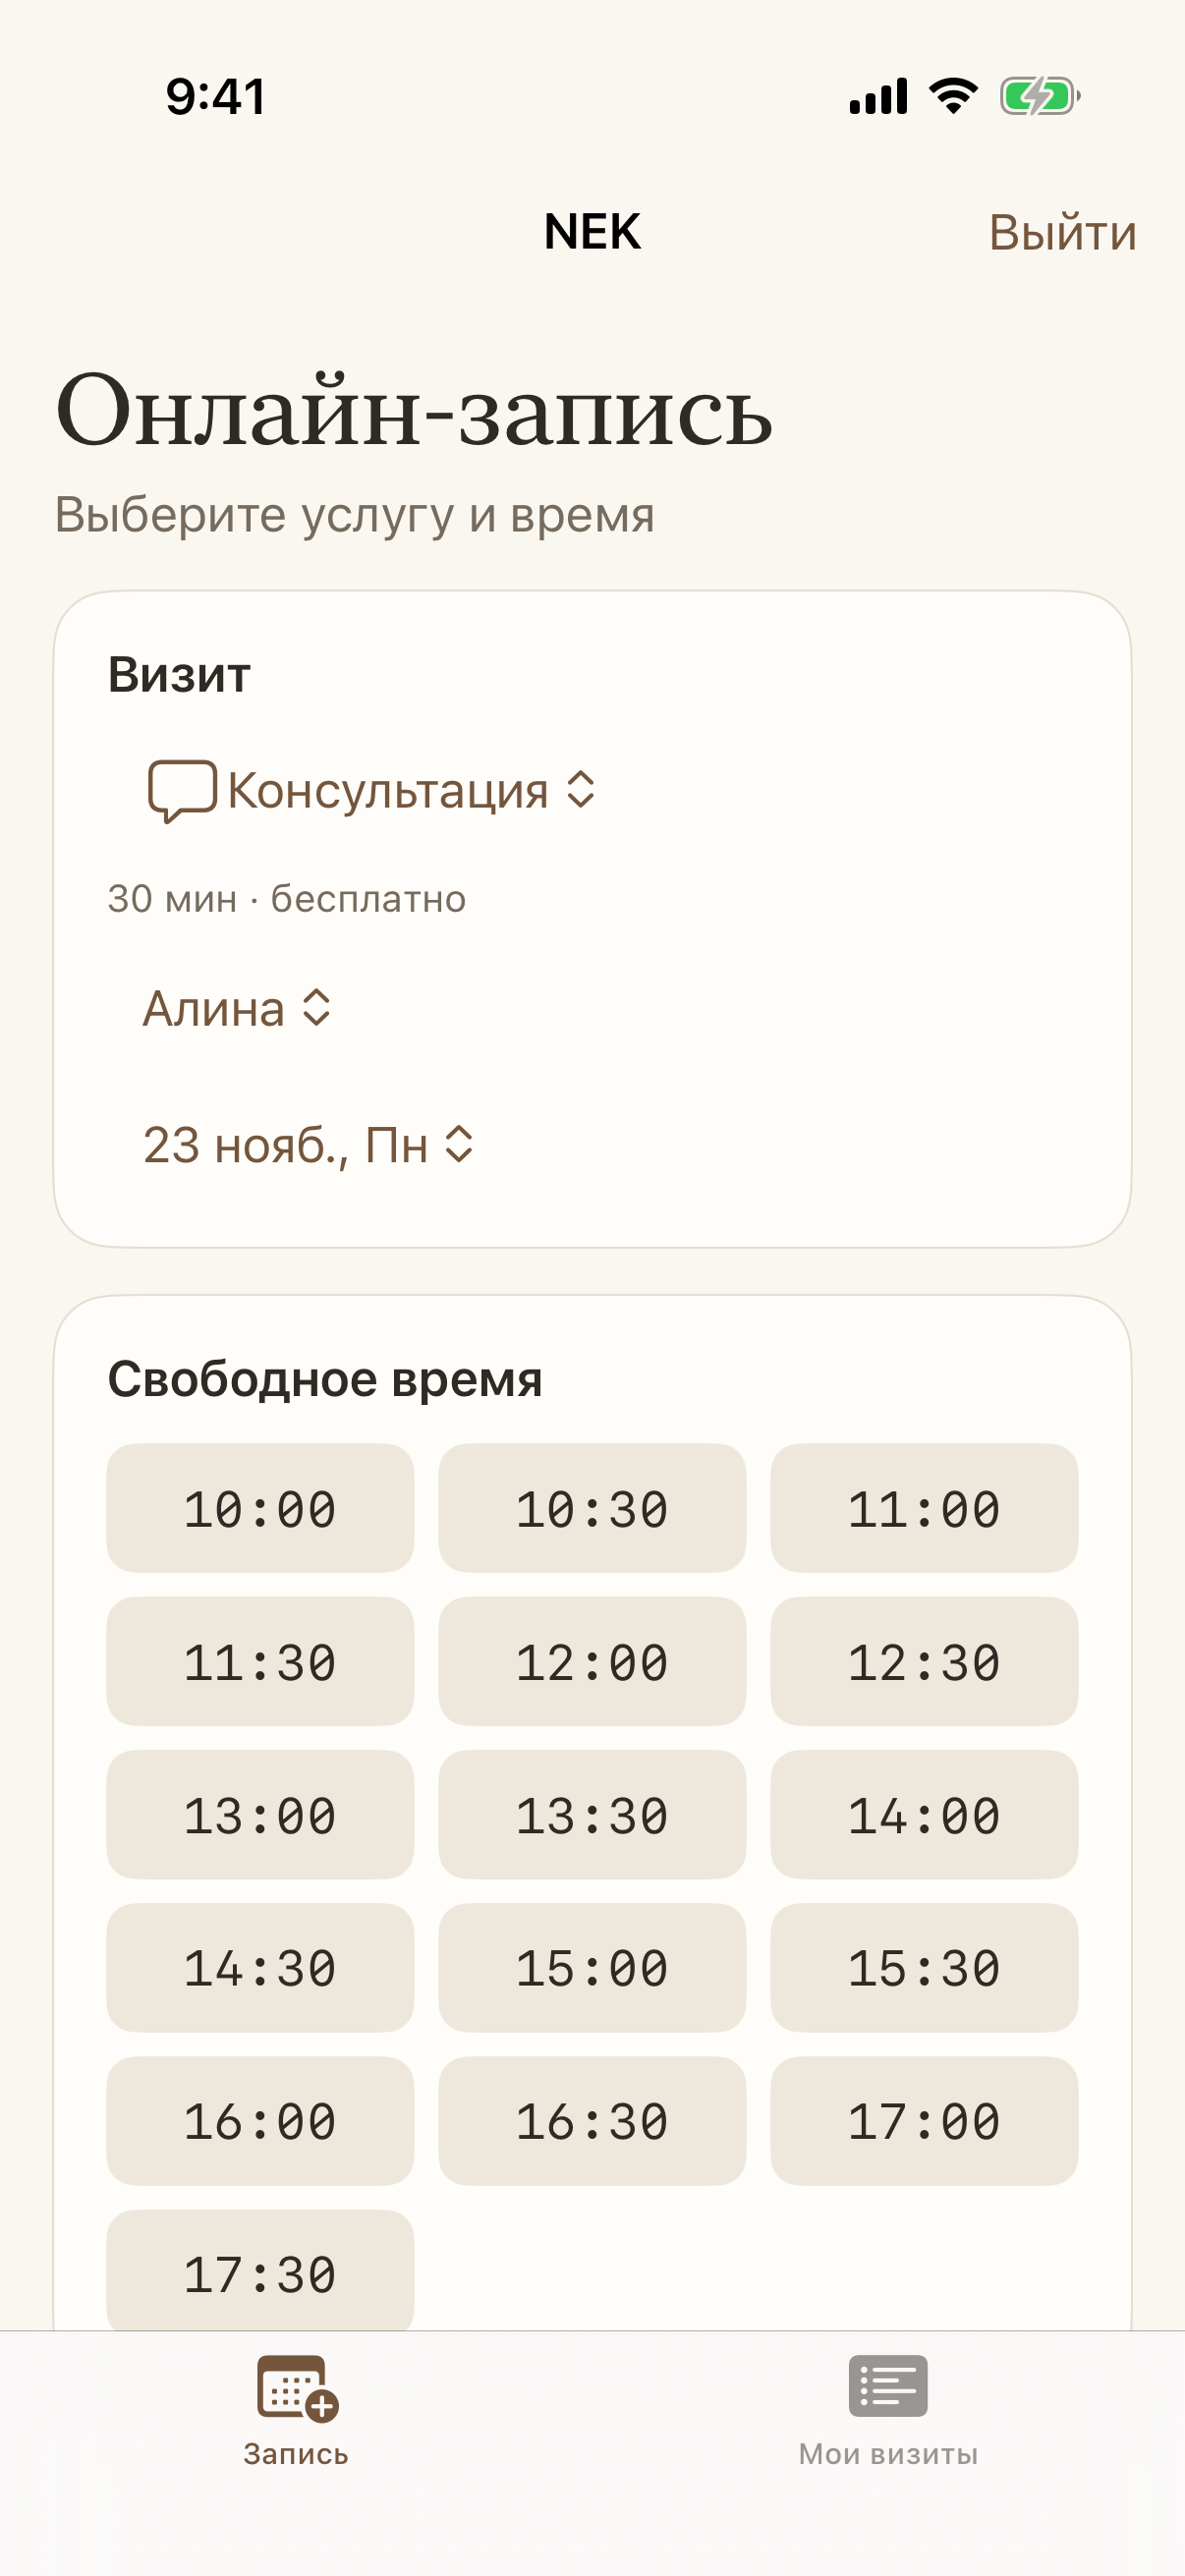 9:41
NEK
Выйти
Онлайн-запись
Выберите услугу и время
Визит
Консультация
30 мин · бесплатно
Алина
23 нояб., Пн
Свободное время
10:00 10:30 11:00
11:30 12:00 12:30
13:00 13:30 14:00
14:30 15:00 15:30
16:00 16:30 17:00
17:30
Запись Мои визиты